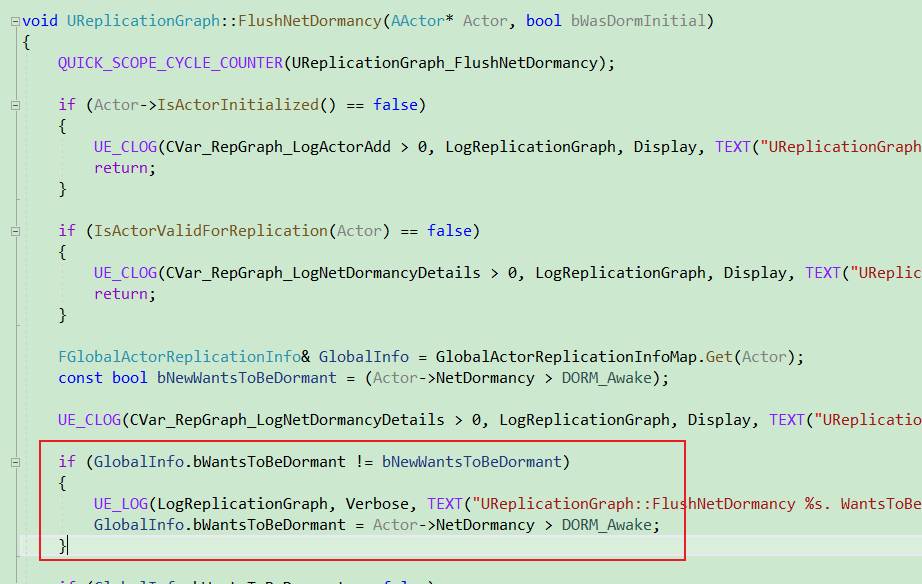 void UReplicationGraph::FlushNetDormancy(AActor* Actor, bool bWasDormInitial)
{
QUICK_SCOPE_CYCLE_COUNTER(UReplicationGraph_FlushNetDormancy);
if (Actor->IsActorInitialized() == false)
{
UE_CLOG(CVar_RepGraph_LogActorAdd > 0, LogReplicationGraph, Display, TEXT("UReplicationGraph
return;
}
if (IsActorValidForReplication(Actor) == false)
{
UE_CLOG(CVar_RepGraph_LogNetDormancyDetails > 0, LogReplicationGraph, Display, TEXT("UReplic
return;
}
FGlobalActorReplicationInfo& GlobalInfo = GlobalActorReplicationInfoMap.Get(Actor);
const bool bNewWantsToBeDormant = (Actor->NetDormancy > DORM_Awake);
UE_CLOG(CVar_RepGraph_LogNetDormancyDetails > 0, LogReplicationGraph, Display, TEXT("UReplicatio
if (GlobalInfo.bWantsToBeDormant != bNewWantsToBeDormant)
{
UE_LOG(LogReplicationGraph, Verbose, TEXT("UReplicationGraph::FlushNetDormancy %s. WantsToBe
GlobalInfo.bWantsToBeDormant = Actor->NetDormancy > DORM_Awake;
}